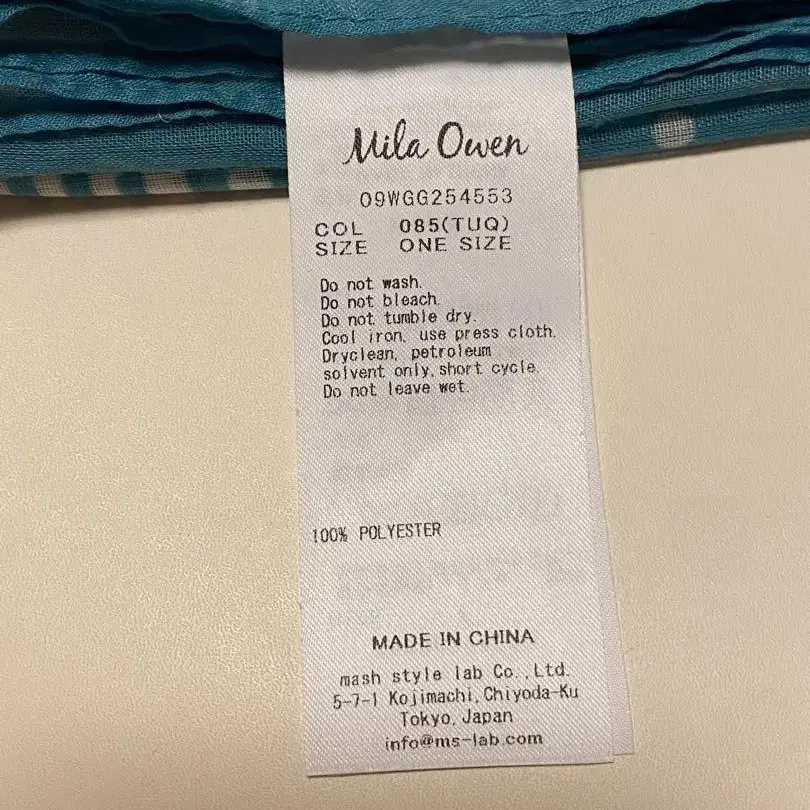 Mila Owen
09WGG254553
COL 085(TUQ)
SIZE ONE SIZE
Do not wash.
Do not bleach.
Do not tumble dry.
Cool iron, use press cloth.
Dryclean, petroleum
solvent only, short cycle.
Do not leave wet.
100% POLYESTER
MADE IN CHINA
mash style lab Co.,Ltd.
5-7-1 Kojimachi,Chiyoda-Ku
Tokyo,Japan
info@ms-lab.com